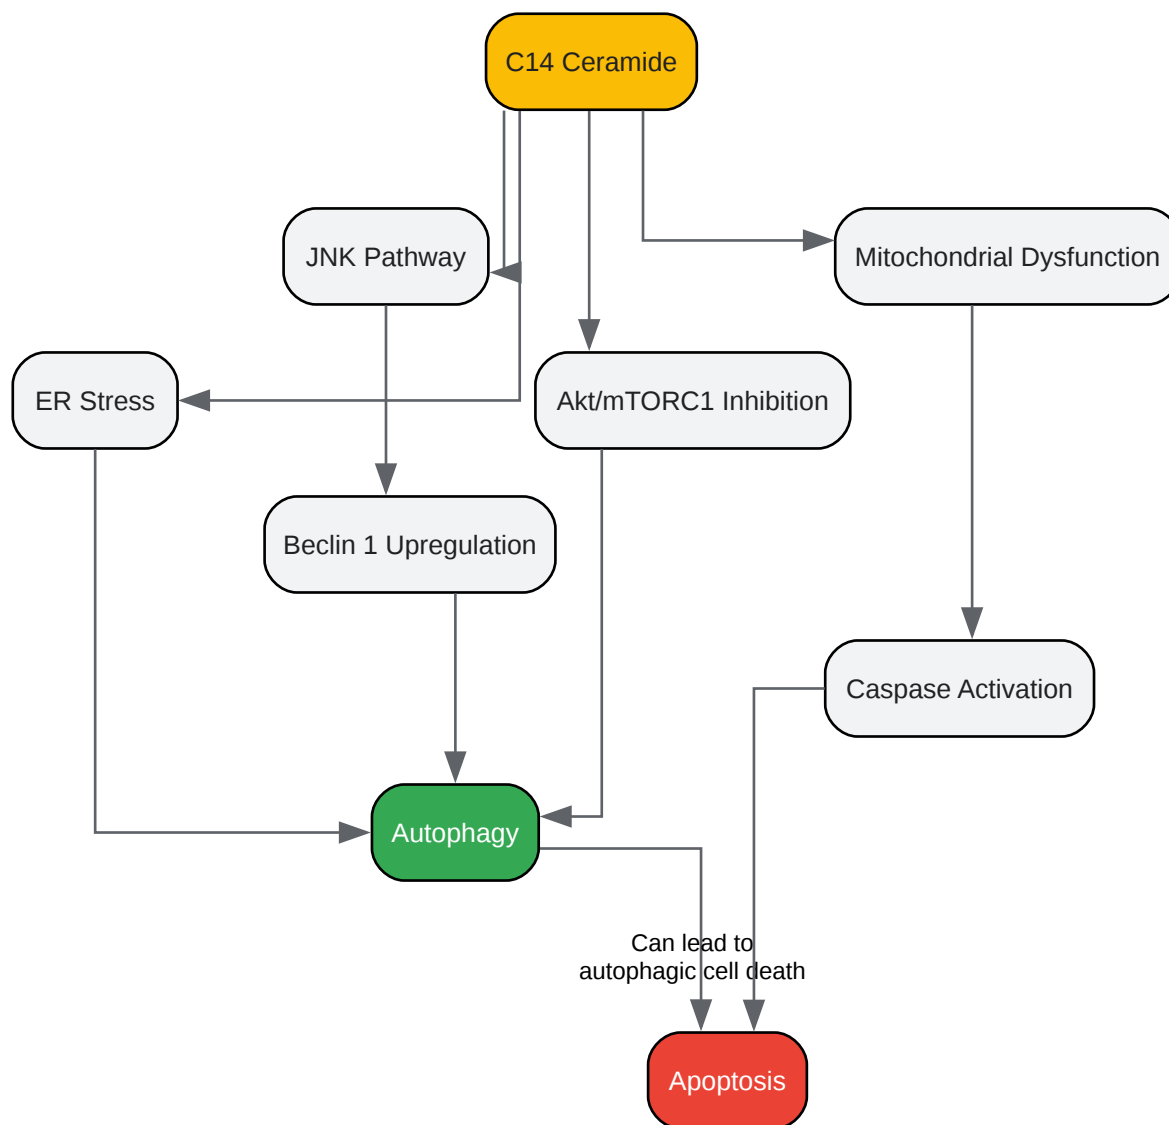 C14 Ceramide
JNK Pathway
Mitochondrial Dysfunction
ER Stress
Akt/mTORC1 Inhibition
Beclin 1 Upregulation
Caspase Activation
Autophagy
Can lead to
autophagic cell death
Apoptosis